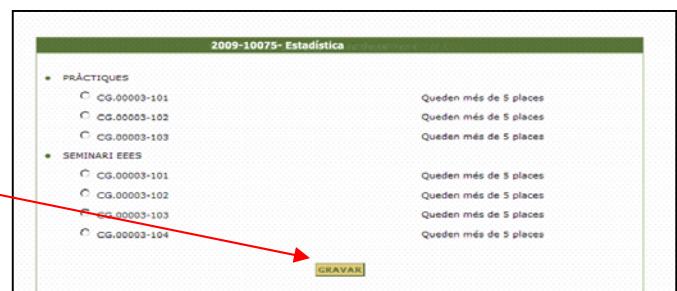 2009-10075- Estadística
PRÀCTIQUES
CG.00003-101 Queden més de 5 places
CG.00003-102 Queden més de 5 places
CG.00003-103 Queden més de 5 places
SEMINARI EEES
CG.00003-101 Queden més de 5 places
CG.00003-102 Queden més de 5 places
CG.00003-103 Queden més de 5 places
CG.00003-104 Queden més de 5 places
GRAVAR